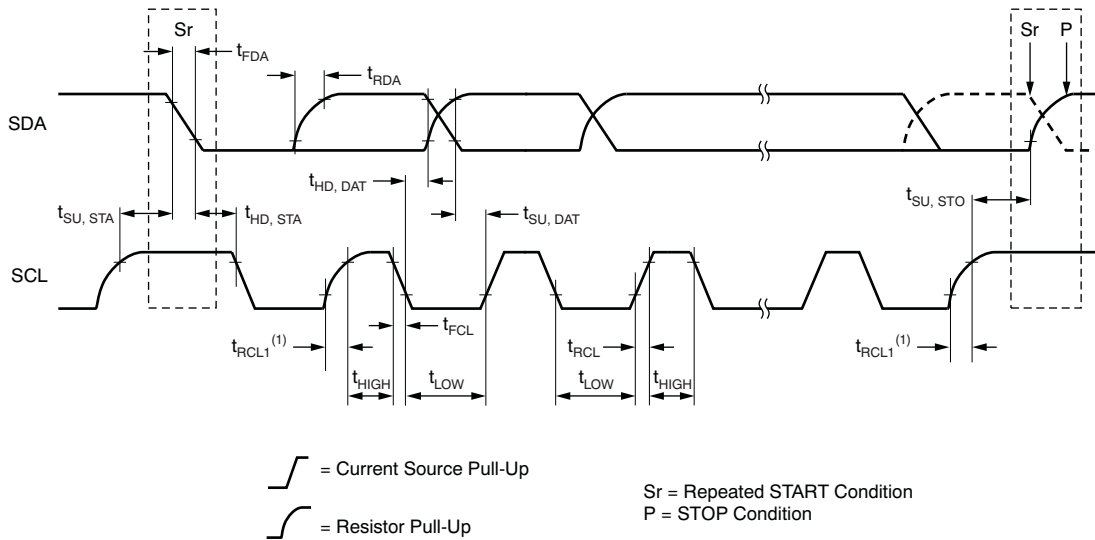 Sr
Sr P
t_FDA
t_RDA
SDA
t_HD, DAT
t_SU, STA
t_HD, STA
t_SU, DAT
t_SU, STO
SCL
t_FCL
t_RCL1(1)
t_RCL
t_RCL1(1)
t_HIGH
t_LOW
t_LOW
t_HIGH
= Current Source Pull-Up
= Resistor Pull-Up
Sr = Repeated START Condition
P = STOP Condition